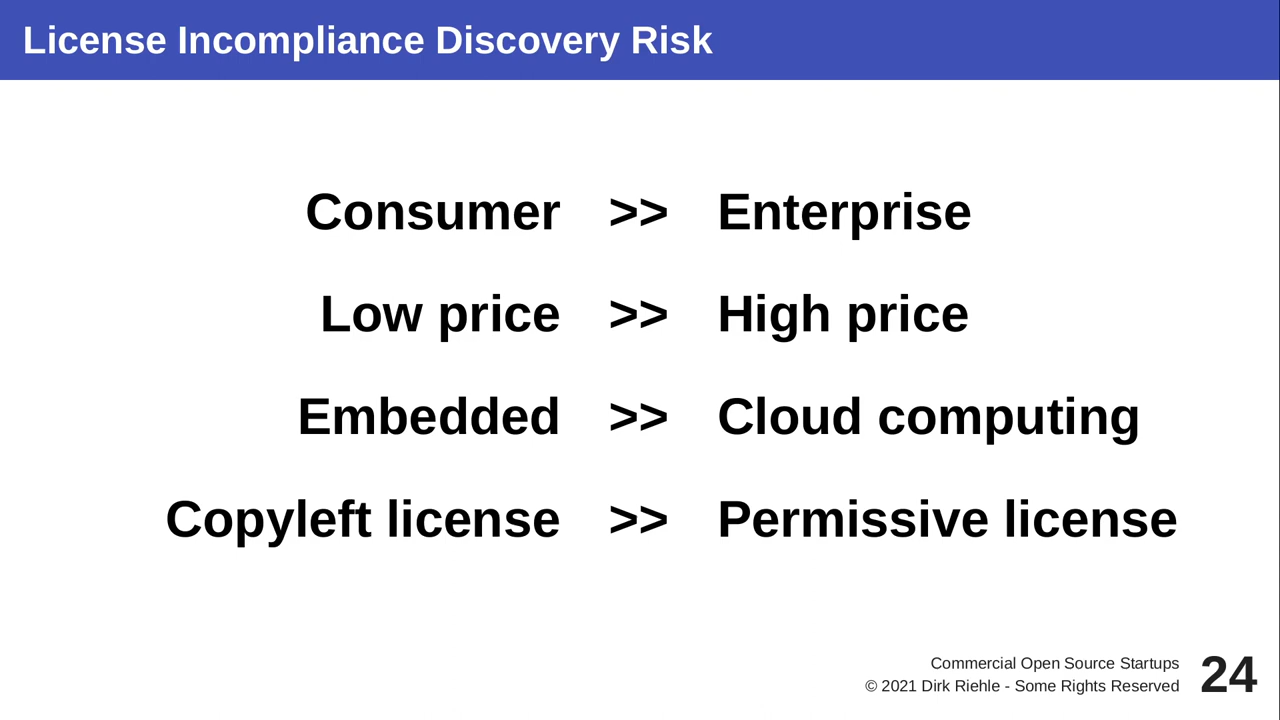 License Incompliance Discovery Risk
Consumer >> Enterprise
Low price >> High price
Embedded >> Cloud computing
Copyleft license >> Permissive license
Commercial Open Source Startups
© 2021 Dirk Riehle - Some Rights Reserved
24